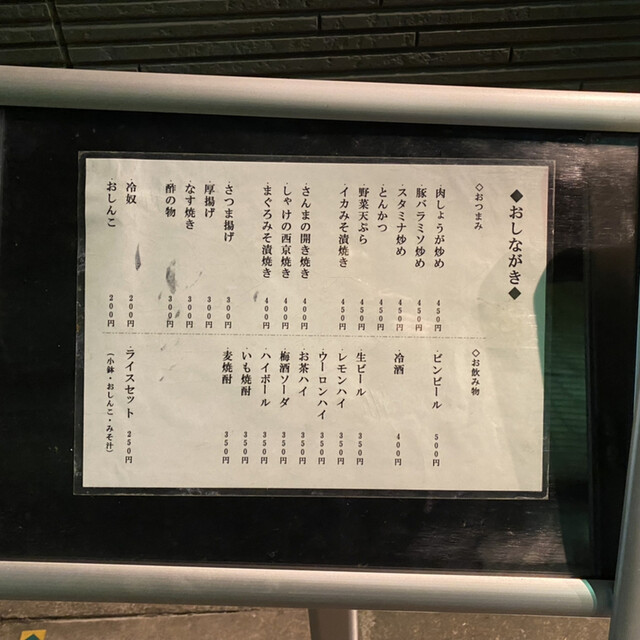 ◆おしながき◆
◇おつまみ
肉しょうが炒め 450円
豚バラミソ炒め 450円
スタミナ炒め 450円
とんかつ 450円
野菜天ぷら 450円
イカみそ漬焼き 450円
さんまの開き焼き 400円
しゃけの西京焼き 400円
まぐろみそ漬焼き 400円
さつま揚げ 300円
厚揚げ 300円
なす焼き 300円
酢の物 300円
冷奴 200円
おしんこ 200円
◇お飲み物
ビンビール 500円
冷酒 400円
生ビール 350円
レモンハイ 350円
ウーロンハイ 350円
お茶ハイ 350円
梅酒ソーダ 350円
ハイボール 350円
いも焼酎 350円
麦焼酎 350円
ライスセット 250円
(小鉢・おしんこ・みそ汁)